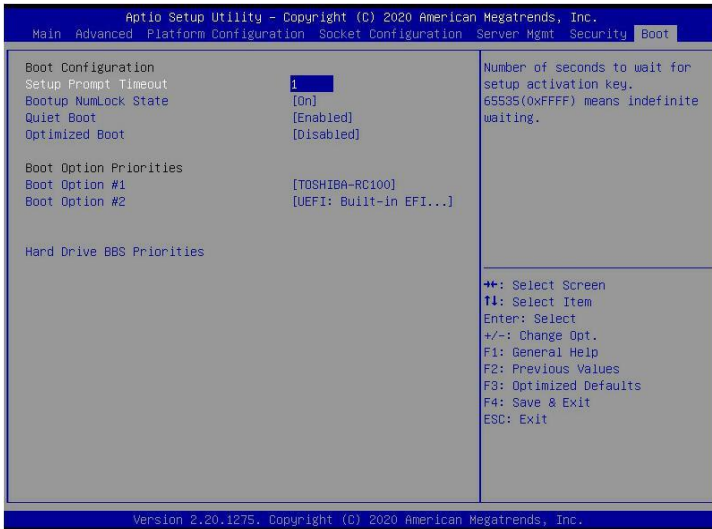 Aptio Setup Utility - Copyright (C) 2020 American Megatrends, Inc.
Main Advanced Platform Configuration Socket Configuration Server Mgmt Security Boot
Boot Configuration
Setup Prompt Timeout 1
Bootup NumLock State [On]
Quiet Boot [Enabled]
Optimized Boot [Disabled]
Boot Option Priorities
Boot Option #1 [TOSHIBA-RC100]
Boot Option #2 [UEFI: Built-in EFI...]
Hard Drive BBS Priorities
Number of seconds to wait for
setup activation key.
65535(0xFFFF) means indefinite
waiting.
→←: Select Screen
↑↓: Select Item
Enter: Select
+/-: Change Opt.
F1: General Help
F2: Previous Values
F3: Optimized Defaults
F4: Save & Exit
ESC: Exit
Version 2.20.1275. Copyright (C) 2020 American Megatrends, Inc.